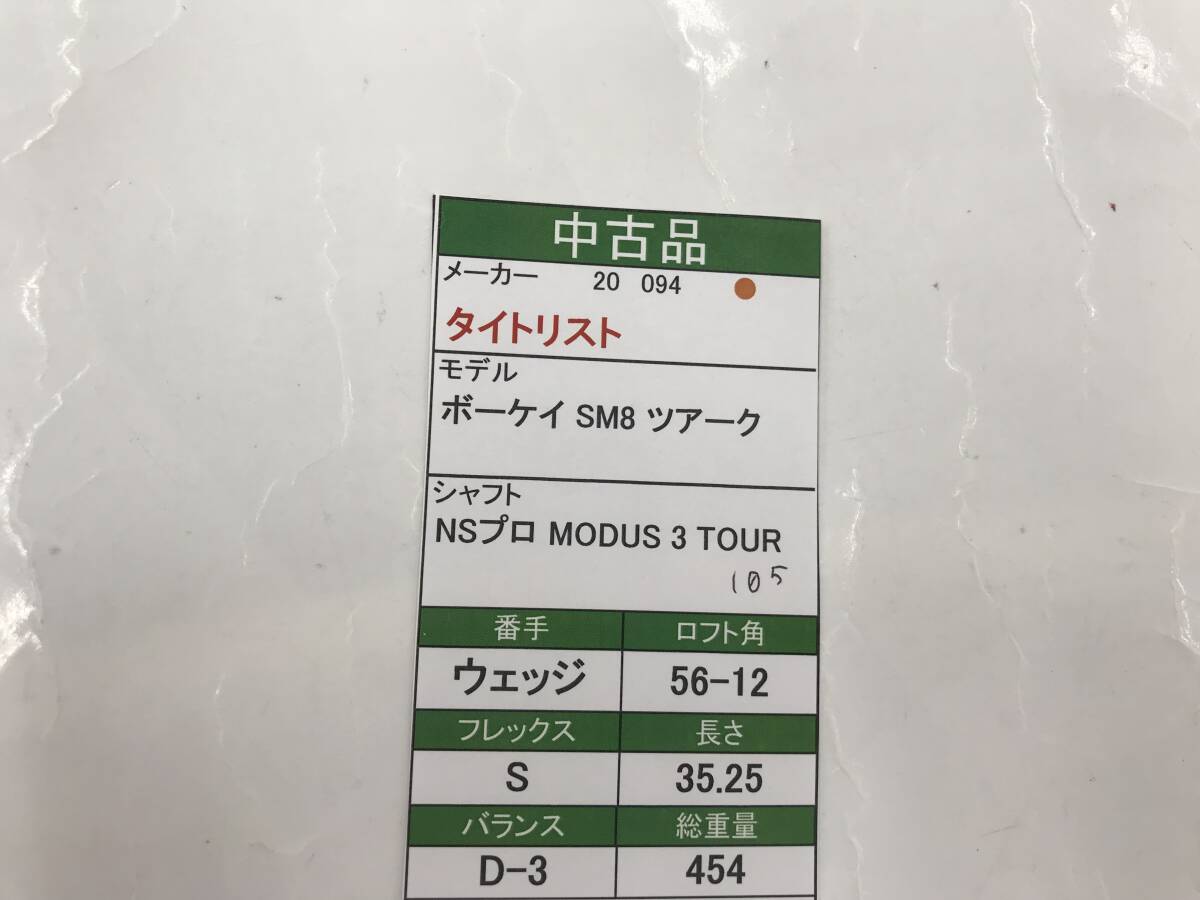 中古品
メーカー 20 094
タイトリスト
モデル
ボーケイ SM8 ツアーク
シャフト
NSプロ MODUS 3 TOUR
105
番手 ロフト角
ウェッジ 56-12
フレックス 長さ
S 35.25
バランス 総重量
D-3 454